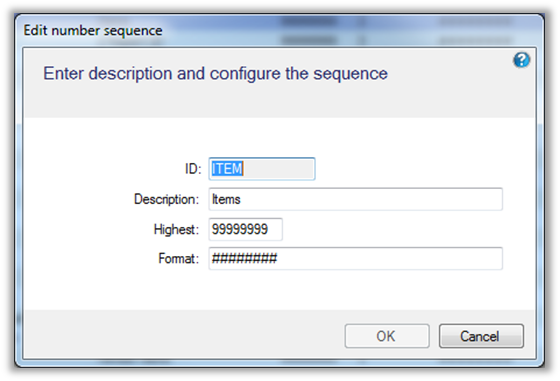 Edit number sequence
?
Enter description and configure the sequence
ID: ITEM
Description: Items
Highest: 99999999
Format: ########
OK Cancel